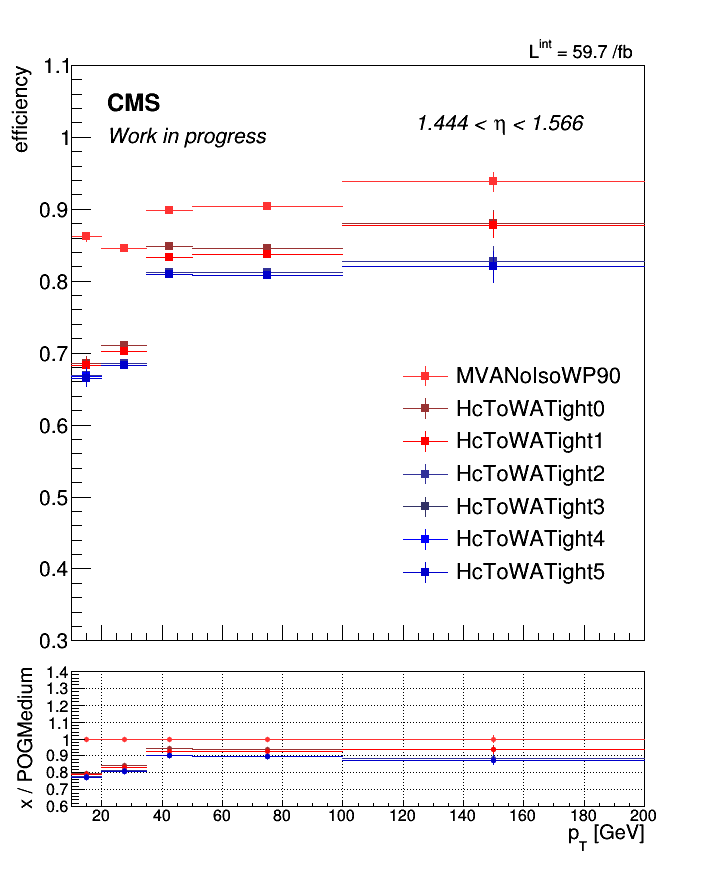 L^int = 59.7 /fb
efficiency
1.1
1
0.9
0.8
0.7
0.6
0.5
0.4
0.3
CMS
Work in progress
1.444 < η < 1.566
MVANoIsoWP90
HcToWATight0
HcToWATight1
HcToWATight2
HcToWATight3
HcToWATight4
HcToWATight5
x / POGMedium
1.4
1.3
1.2
1.1
1
0.9
0.8
0.7
0.6
20 40 60 80 100 120 140 160 180 200
p_T [GeV]